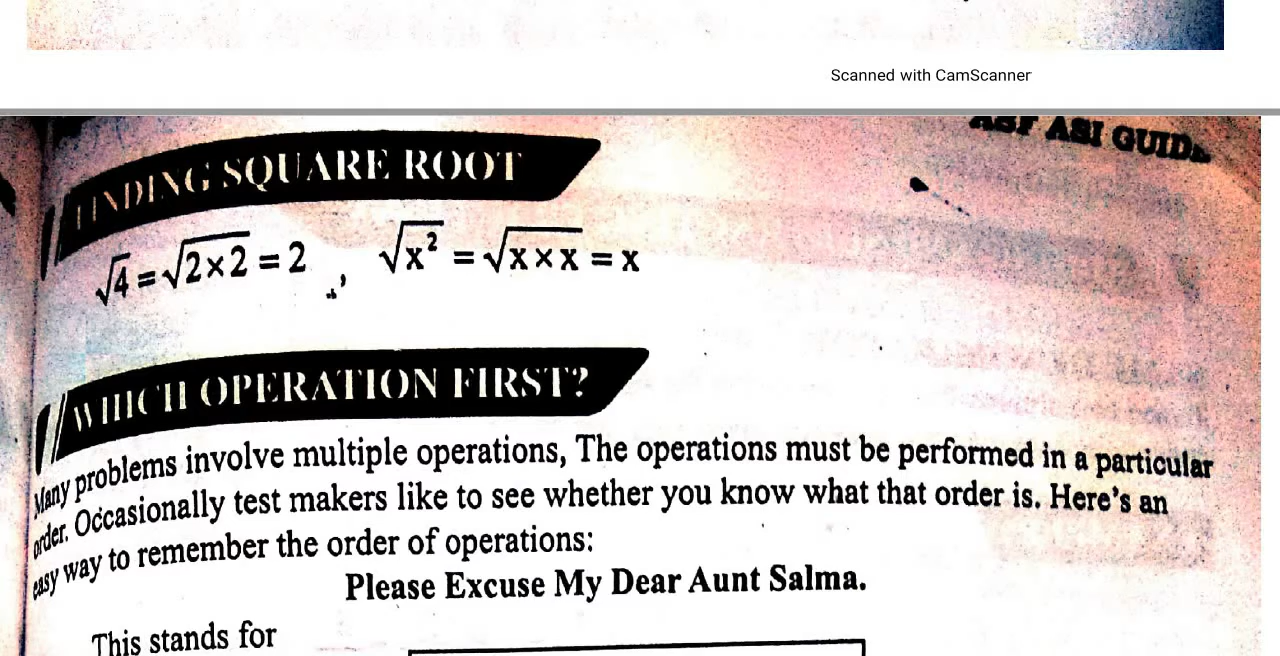 Scanned with CamScanner
ASF ASI GUIDE
FINDING SQUARE ROOT
√4 = √2×2 = 2 , √x² = √x×x = x
WHICH OPERATION FIRST?
Many problems involve multiple operations, The operations must be performed in a particular
order. Occasionally test makers like to see whether you know what that order is. Here's an
easy way to remember the order of operations:
Please Excuse My Dear Aunt Salma.
This stands for